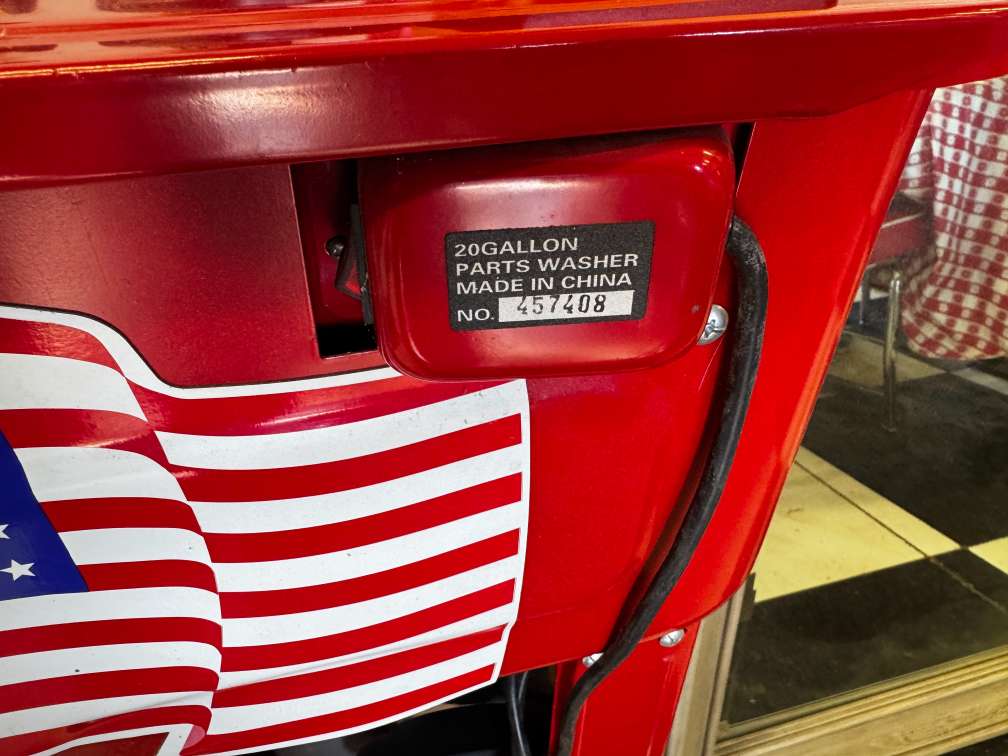 20GALLON
PARTS WASHER
MADE IN CHINA
NO. 457408